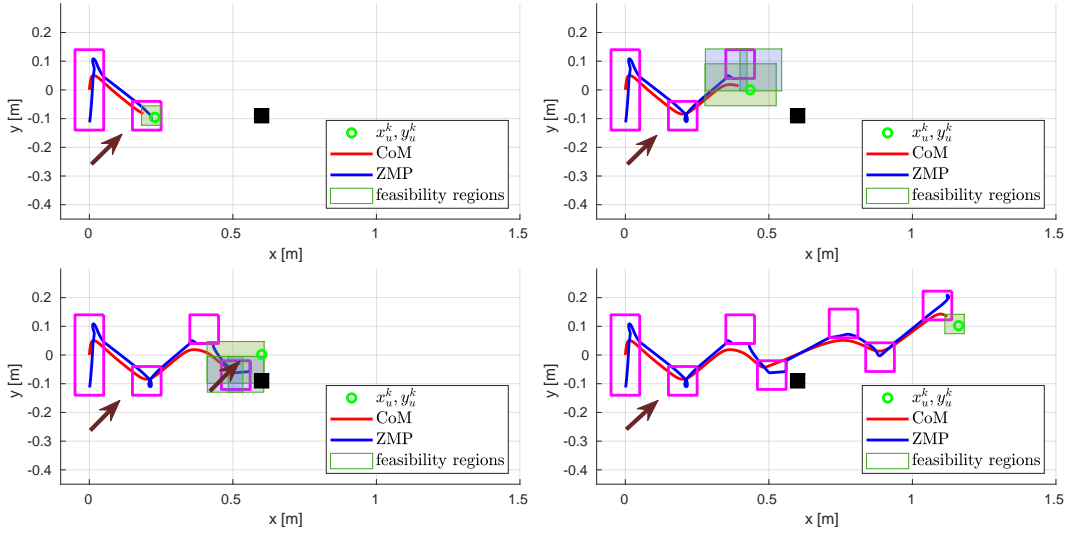 0.2
0.1
0
-0.1
-0.2
-0.3
-0.4
y [m]
0
0.5
1
1.5
x [m]
x_u^k, y_u^k
CoM
ZMP
feasibility regions
0.2
0.1
0
-0.1
-0.2
-0.3
-0.4
y [m]
0
0.5
1
1.5
x [m]
x_u^k, y_u^k
CoM
ZMP
feasibility regions
0.2
0.1
0
-0.1
-0.2
-0.3
-0.4
y [m]
0
0.5
1
1.5
x [m]
x_u^k, y_u^k
CoM
ZMP
feasibility regions
0.2
0.1
0
-0.1
-0.2
-0.3
-0.4
y [m]
0
0.5
1
1.5
x [m]
x_u^k, y_u^k
CoM
ZMP
feasibility regions